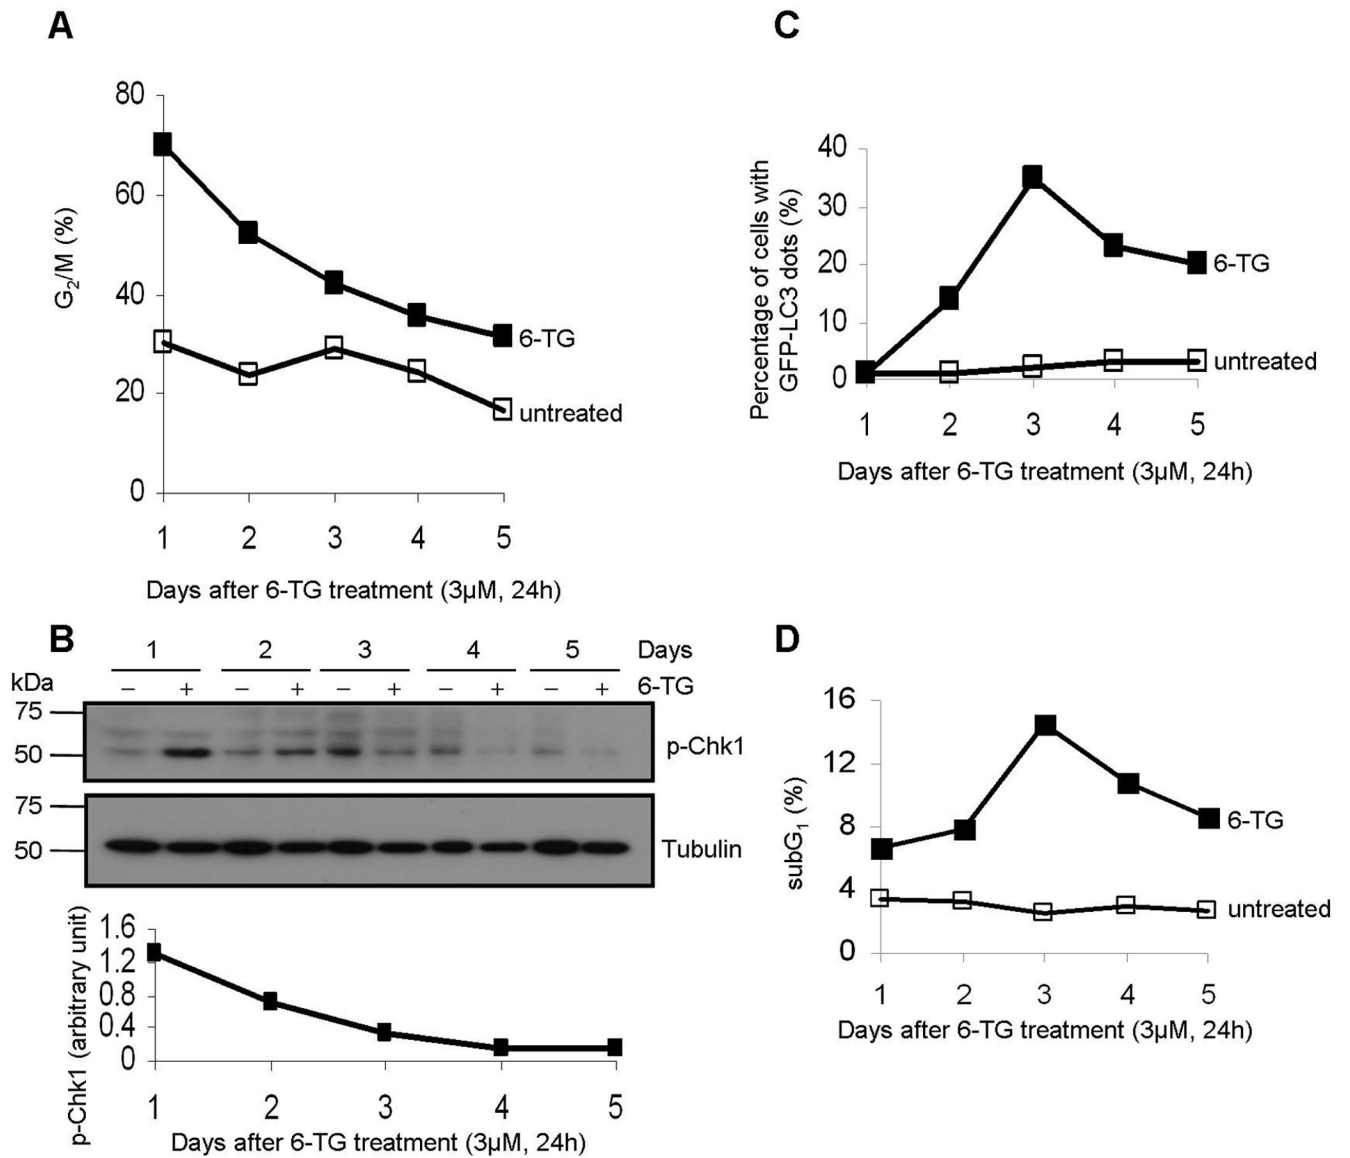 A
80
60
40
20
0
G2/M (%)
6-TG
untreated
1 2 3 4 5
Days after 6-TG treatment (3µM, 24h)
B
1 2 3 4 5 Days
kDa
– + – + – + – + – + 6-TG
75
50
p-Chk1
75
50
Tubulin
p-Chk1 (arbitrary unit)
1.6
1.2
0.8
0.4
0
1 2 3 4 5
Days after 6-TG treatment (3µM, 24h)
C
Percentage of cells with
GFP-LC3 dots (%)
40
30
20
10
0
6-TG
untreated
1 2 3 4 5
Days after 6-TG treatment (3µM, 24h)
D
subG1 (%)
16
12
8
4
0
6-TG
untreated
1 2 3 4 5
Days after 6-TG treatment (3µM, 24h)